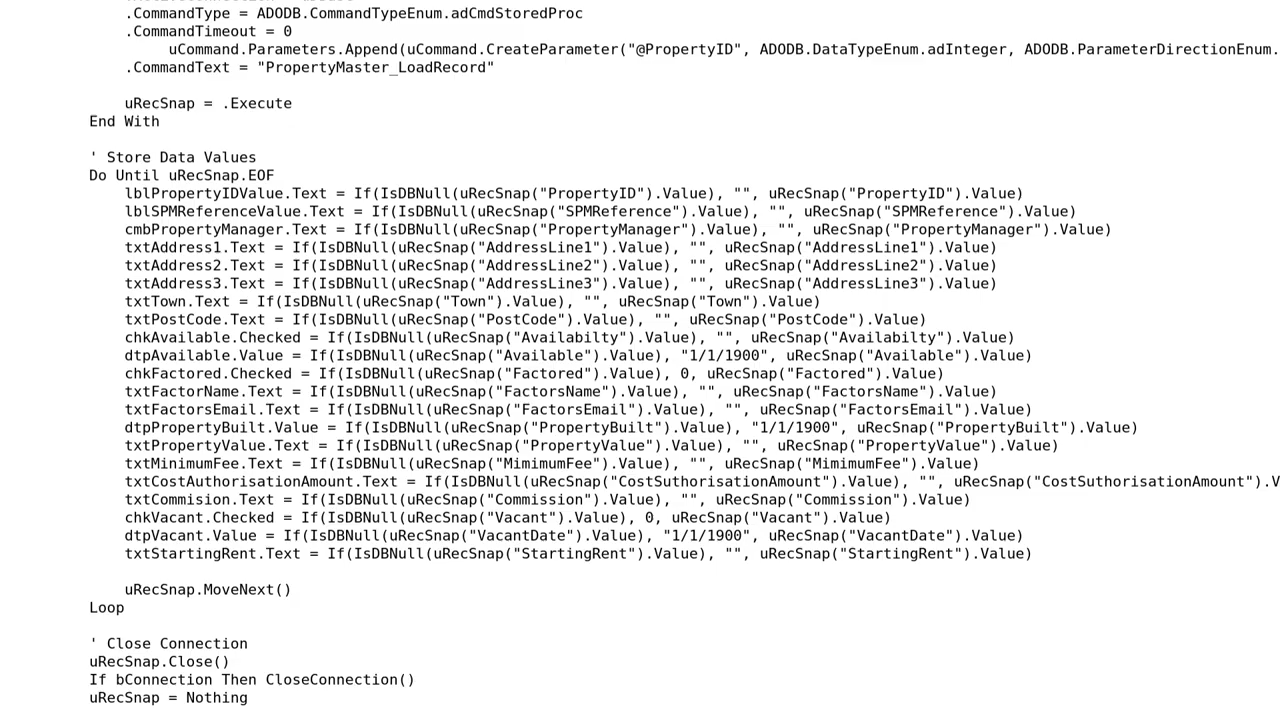 .CommandType = ADODB.CommandTypeEnum.adCmdStoredProc
.CommandTimeout = 0
uCommand.Parameters.Append(uCommand.CreateParameter("@PropertyID", ADODB.DataTypeEnum.adInteger, ADODB.ParameterDirectionEnum.
.CommandText = "PropertyMaster_LoadRecord"
uRecSnap = .Execute
End With
' Store Data Values
Do Until uRecSnap.EOF
lblPropertyIDValue.Text = If(IsDBNull(uRecSnap("PropertyID").Value), "", uRecSnap("PropertyID").Value)
lblSPMReferenceValue.Text = If(IsDBNull(uRecSnap("SPMReference").Value), "", uRecSnap("SPMReference").Value)
cmbPropertyManager.Text = If(IsDBNull(uRecSnap("PropertyManager").Value), "", uRecSnap("PropertyManager").Value)
txtAddress1.Text = If(IsDBNull(uRecSnap("AddressLine1").Value), "", uRecSnap("AddressLine1").Value)
txtAddress2.Text = If(IsDBNull(uRecSnap("AddressLine2").Value), "", uRecSnap("AddressLine2").Value)
txtAddress3.Text = If(IsDBNull(uRecSnap("AddressLine3").Value), "", uRecSnap("AddressLine3").Value)
txtTown.Text = If(IsDBNull(uRecSnap("Town").Value), "", uRecSnap("Town").Value)
txtPostCode.Text = If(IsDBNull(uRecSnap("PostCode").Value), "", uRecSnap("PostCode").Value)
chkAvailable.Checked = If(IsDBNull(uRecSnap("Availabilty").Value), "", uRecSnap("Availabilty").Value)
dtpAvailable.Value = If(IsDBNull(uRecSnap("Available").Value), "1/1/1900", uRecSnap("Available").Value)
chkFactored.Checked = If(IsDBNull(uRecSnap("Factored").Value), 0, uRecSnap("Factored").Value)
txtFactorName.Text = If(IsDBNull(uRecSnap("FactorsName").Value), "", uRecSnap("FactorsName").Value)
txtFactorsEmail.Text = If(IsDBNull(uRecSnap("FactorsEmail").Value), "", uRecSnap("FactorsEmail").Value)
dtpPropertyBuilt.Value = If(IsDBNull(uRecSnap("PropertyBuilt").Value), "1/1/1900", uRecSnap("PropertyBuilt").Value)
txtPropertyValue.Text = If(IsDBNull(uRecSnap("PropertyValue").Value), "", uRecSnap("PropertyValue").Value)
txtMinimumFee.Text = If(IsDBNull(uRecSnap("MimimumFee").Value), "", uRecSnap("MimimumFee").Value)
txtCostAuthorisationAmount.Text = If(IsDBNull(uRecSnap("CostSuthorisationAmount").Value), "", uRecSnap("CostSuthorisationAmount").V
txtCommision.Text = If(IsDBNull(uRecSnap("Commission").Value), "", uRecSnap("Commission").Value)
chkVacant.Checked = If(IsDBNull(uRecSnap("Vacant").Value), 0, uRecSnap("Vacant").Value)
dtpVacant.Value = If(IsDBNull(uRecSnap("VacantDate").Value), "1/1/1900", uRecSnap("VacantDate").Value)
txtStartingRent.Text = If(IsDBNull(uRecSnap("StartingRent").Value), "", uRecSnap("StartingRent").Value)
uRecSnap.MoveNext()
Loop
' Close Connection
uRecSnap.Close()
If bConnection Then CloseConnection()
uRecSnap = Nothing